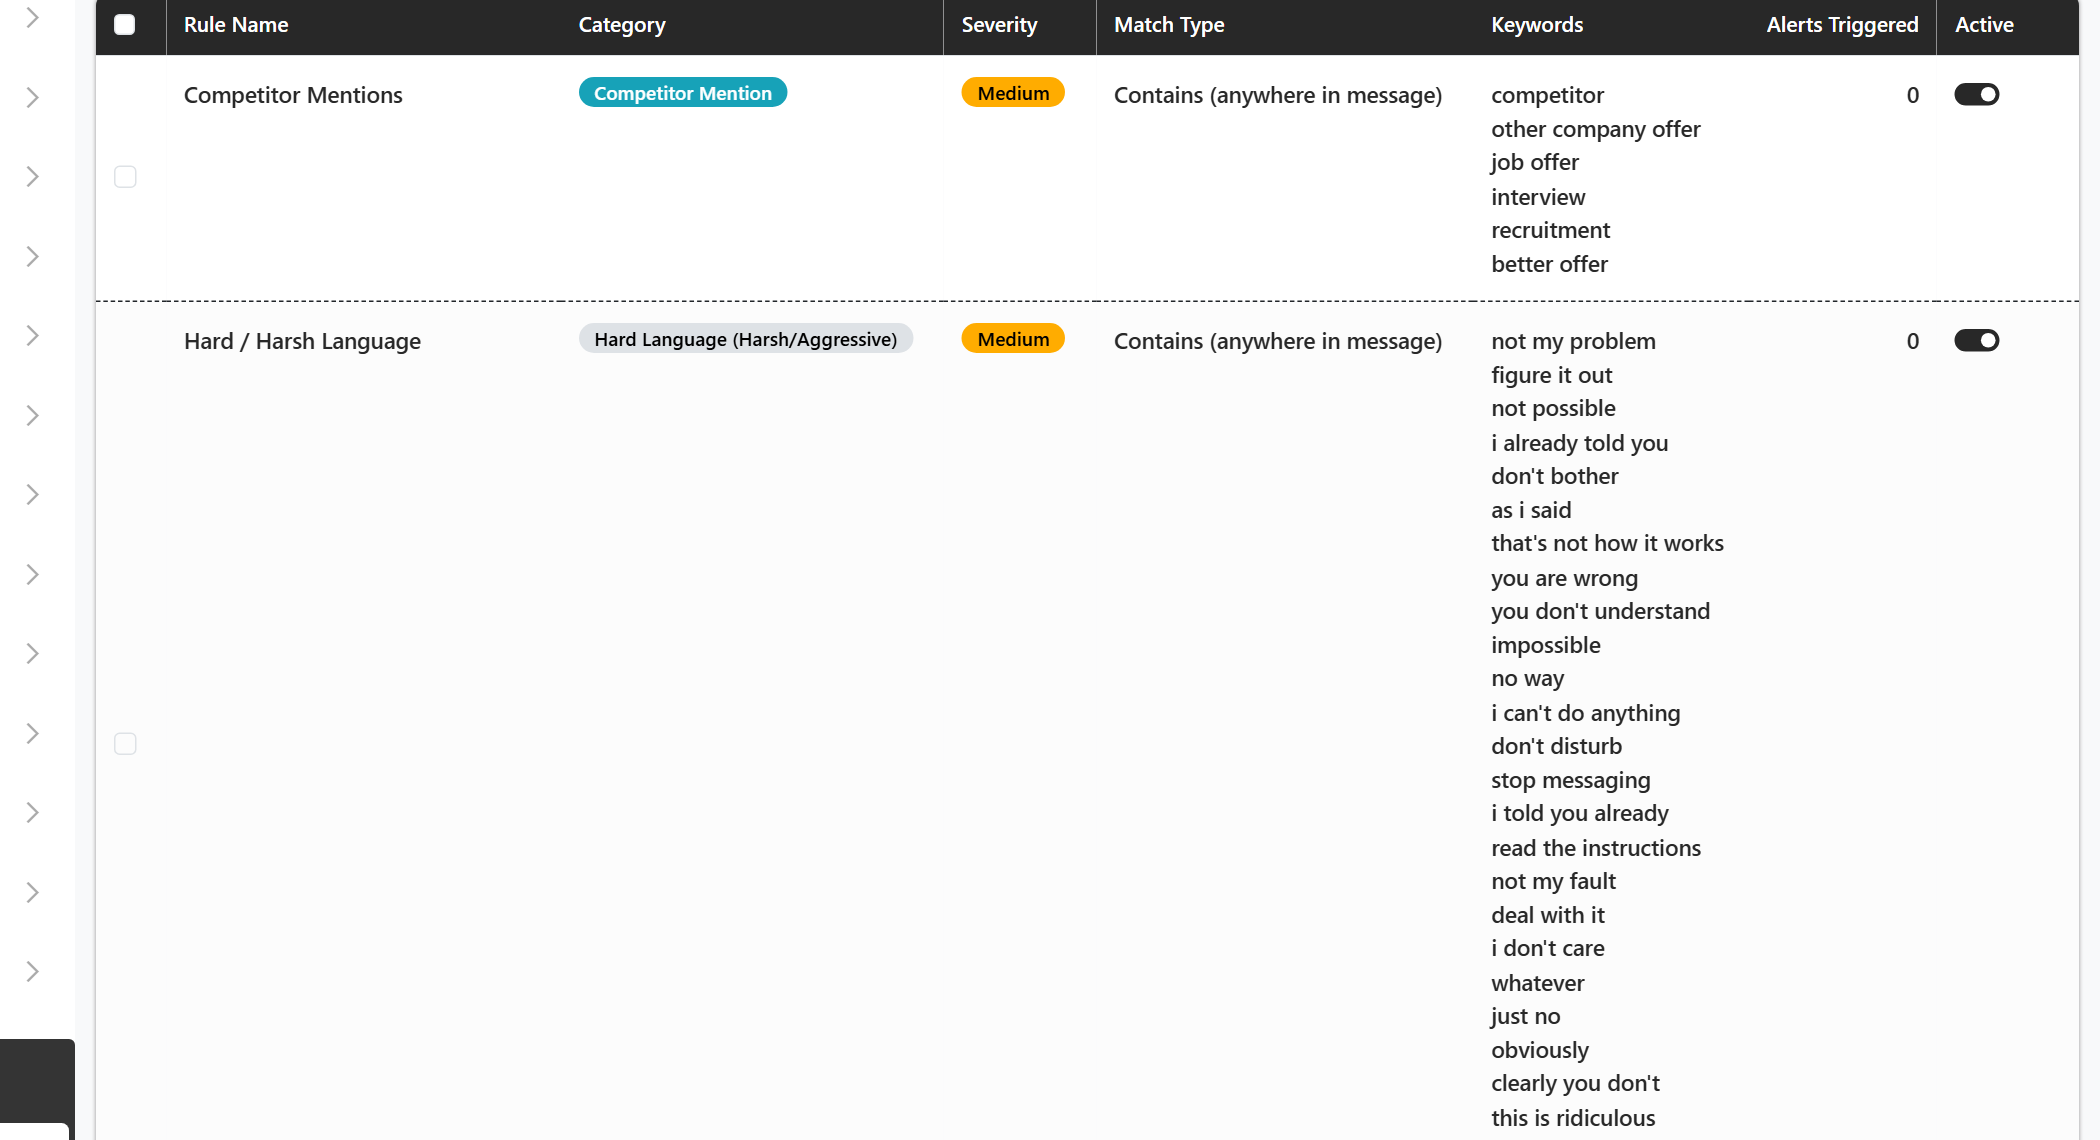 Rule Name Category Severity Match Type Keywords Alerts Triggered Active
Competitor Mentions Competitor Mention Medium Contains (anywhere in message) competitor 0
other company offer
job offer
interview
recruitment
better offer
Hard / Harsh Language Hard Language (Harsh/Aggressive) Medium Contains (anywhere in message) not my problem 0
figure it out
not possible
i already told you
don't bother
as i said
that's not how it works
you are wrong
you don't understand
impossible
no way
i can't do anything
don't disturb
stop messaging
i told you already
read the instructions
not my fault
deal with it
i don't care
whatever
just no
obviously
clearly you don't
this is ridiculous